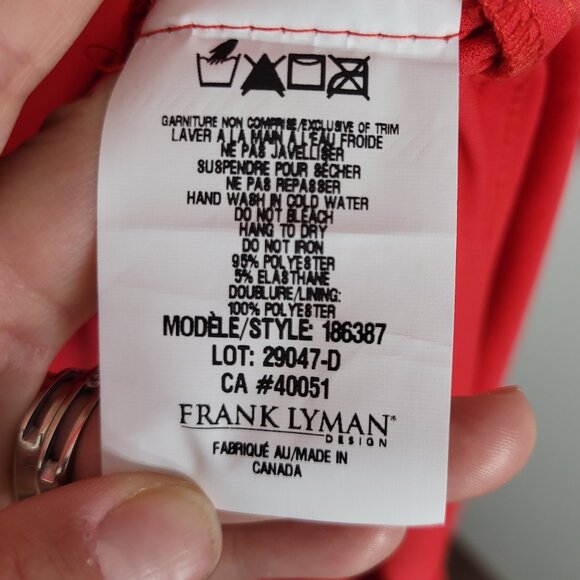 GARNITURE NON COMPRISE/EXCLUSIVE OF TRIM
LAVER A LA MAIN A L'EAU FROIDE
NE PAS JAVELLISER
SUSPENDRE POUR SECHER
NE PAS REPASSER
HAND WASH IN COLD WATER
DO NOT BLEACH
HANG TO DRY
DO NOT IRON
95% POLYESTER
5% ELASTHANE
DOUBLURE/LINING:
100% POLYESTER
MODÈLE/STYLE: 186387
LOT: 29047-D
CA #40051
FRANK LYMAN®
DESIGN
FABRIQUÉ AU/MADE IN
CANADA